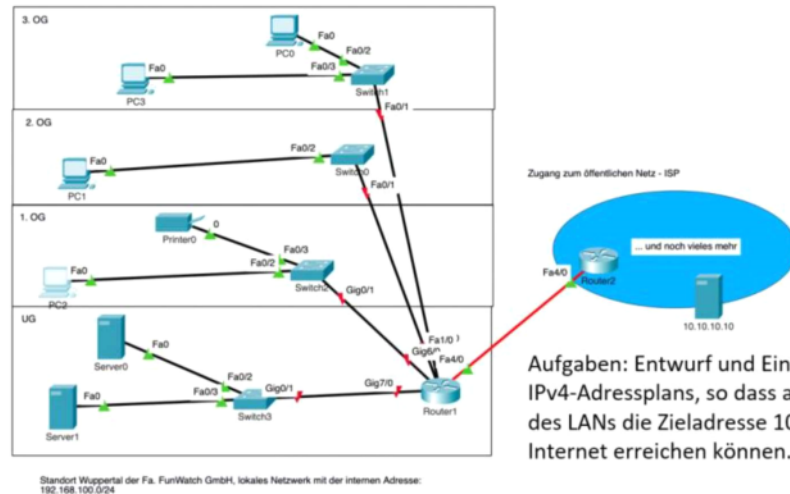 3. OG
Fa0
PC0
Fa0/2
Fa0
Fa0/3
Switch1
PC3
Fa0/1
2. OG
Fa0/2
Fa0
Switch0
PC1
Fa0/1
Zugang zum öffentlichen Netz - ISP
... und noch vieles mehr
Fa4/0
Router2
10.10.10.10
1. OG
0
Printer0
Fa0/3
Fa0
Fa0/2
Switch2
PC2
Gig0/1
UG
Fa1/0
Gig6/0
Fa4/0
Server0
Fa0
Fa0/2
Fa0
Fa0/3
Gig0/1
Gig7/0
Router1
Switch3
Server1
Aufgaben: Entwurf und Ein
IPv4-Adressplans, so dass a
des LANs die Zieladresse 10
Internet erreichen können.
Standort Wuppertal der Fa. FunWatch GmbH, lokales Netzwerk mit der internen Adresse:
192.168.100.0/24